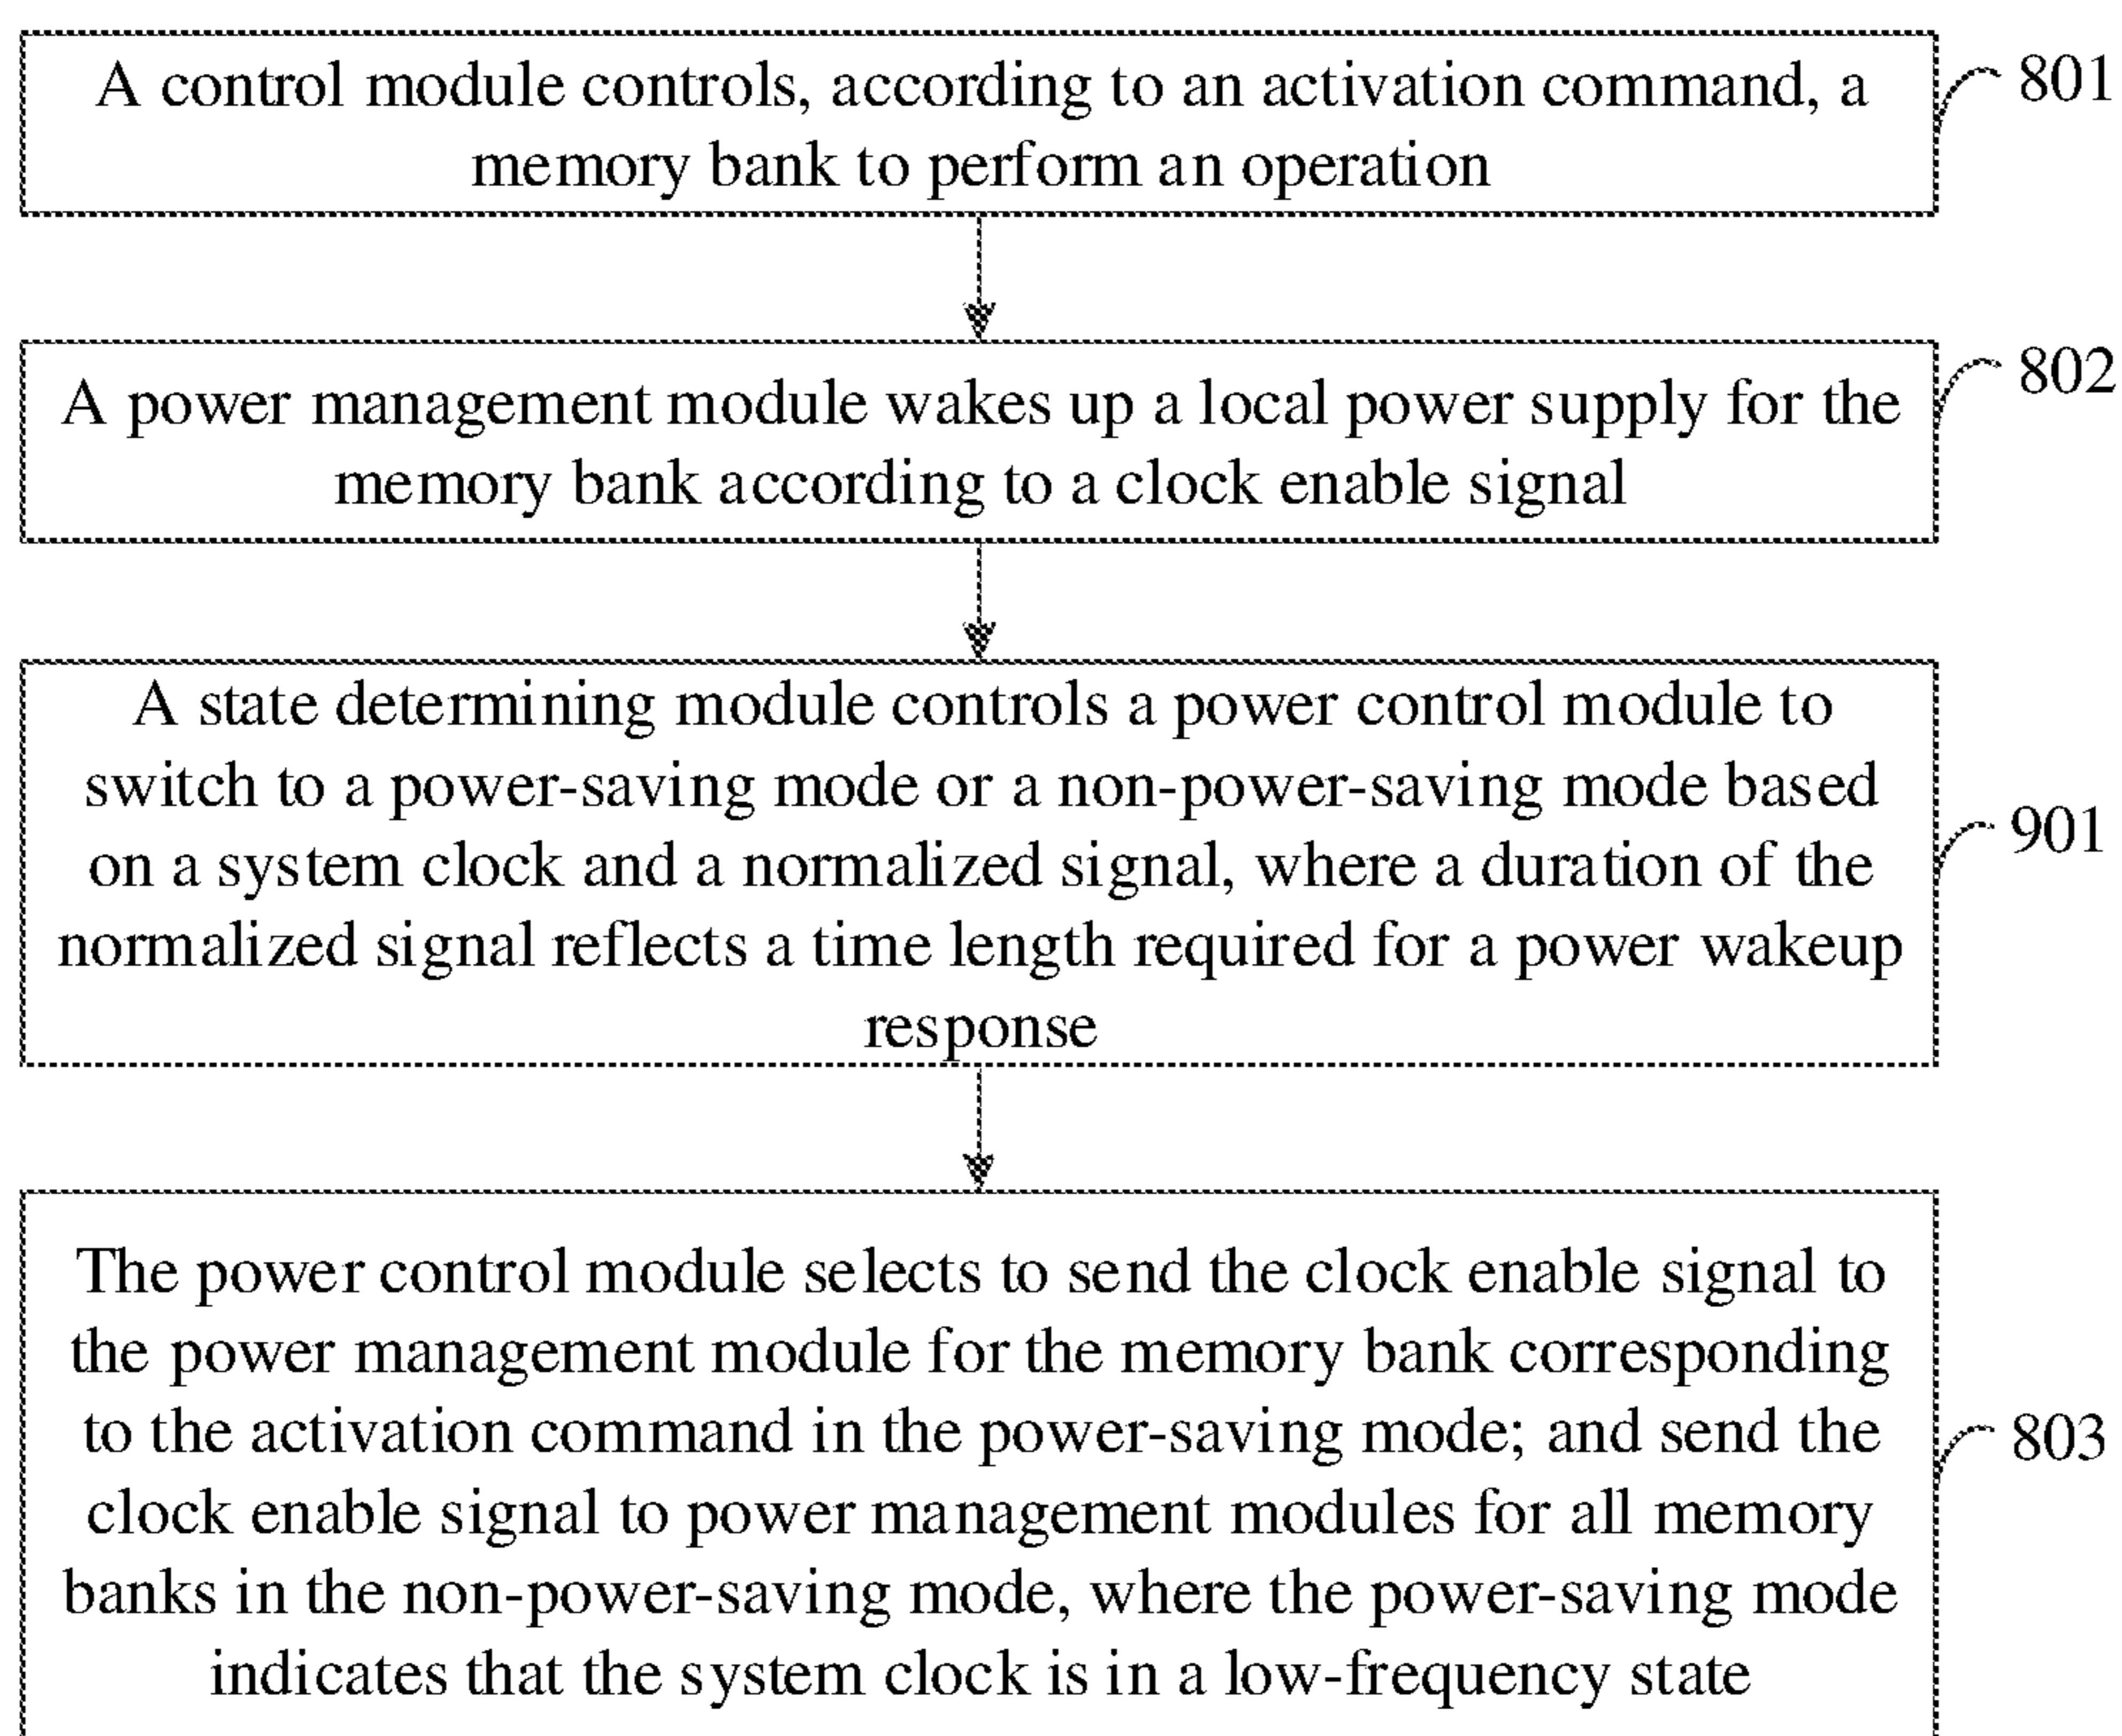 A control module controls, according to an activation command, a
memory bank to perform an operation
801
A power management module wakes up a local power supply for the
memory bank according to a clock enable signal
802
A state determining module controls a power control module to
switch to a power-saving mode or a non-power-saving mode based
on a system clock and a normalized signal, where a duration of the
normalized signal reflects a time length required for a power wakeup
response
901
The power control module selects to send the clock enable signal to
the power management module for the memory bank corresponding
to the activation command in the power-saving mode; and send the
clock enable signal to power management modules for all memory
banks in the non-power-saving mode, where the power-saving mode
indicates that the system clock is in a low-frequency state
803